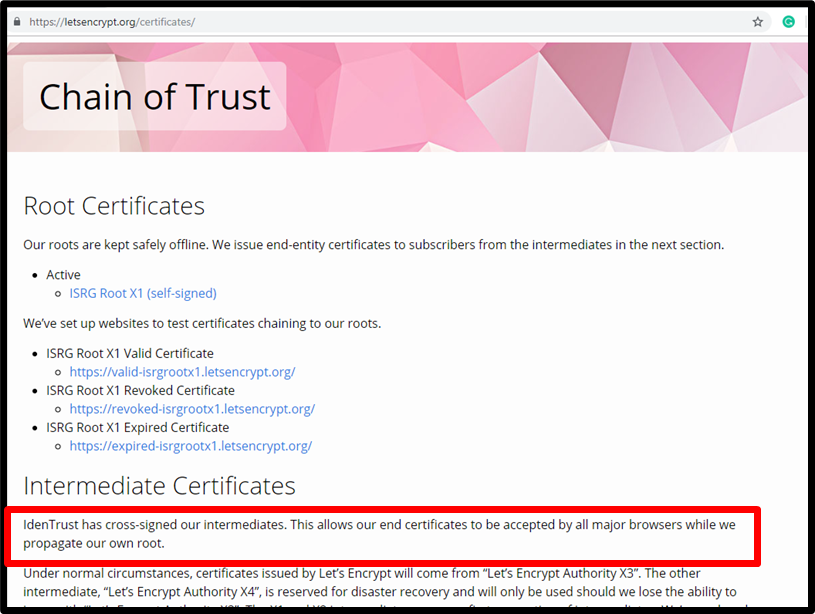 https://letsencrypt.org/certificates/
Chain of Trust
Root Certificates
Our roots are kept safely offline. We issue end-entity certificates to subscribers from the intermediates in the next section.
Active
ISRG Root X1 (self-signed)
We've set up websites to test certificates chaining to our roots.
ISRG Root X1 Valid Certificate
https://valid-isrgrootx1.letsencrypt.org/
ISRG Root X1 Revoked Certificate
https://revoked-isrgrootx1.letsencrypt.org/
ISRG Root X1 Expired Certificate
https://expired-isrgrootx1.letsencrypt.org/
Intermediate Certificates
IdenTrust has cross-signed our intermediates. This allows our end certificates to be accepted by all major browsers while we
propagate our own root.
Under normal circumstances, certificates issued by Let's Encrypt will come from “Let's Encrypt Authority X3”. The other
intermediate, “Let's Encrypt Authority X4”, is reserved for disaster recovery and will only be used should we lose the ability to